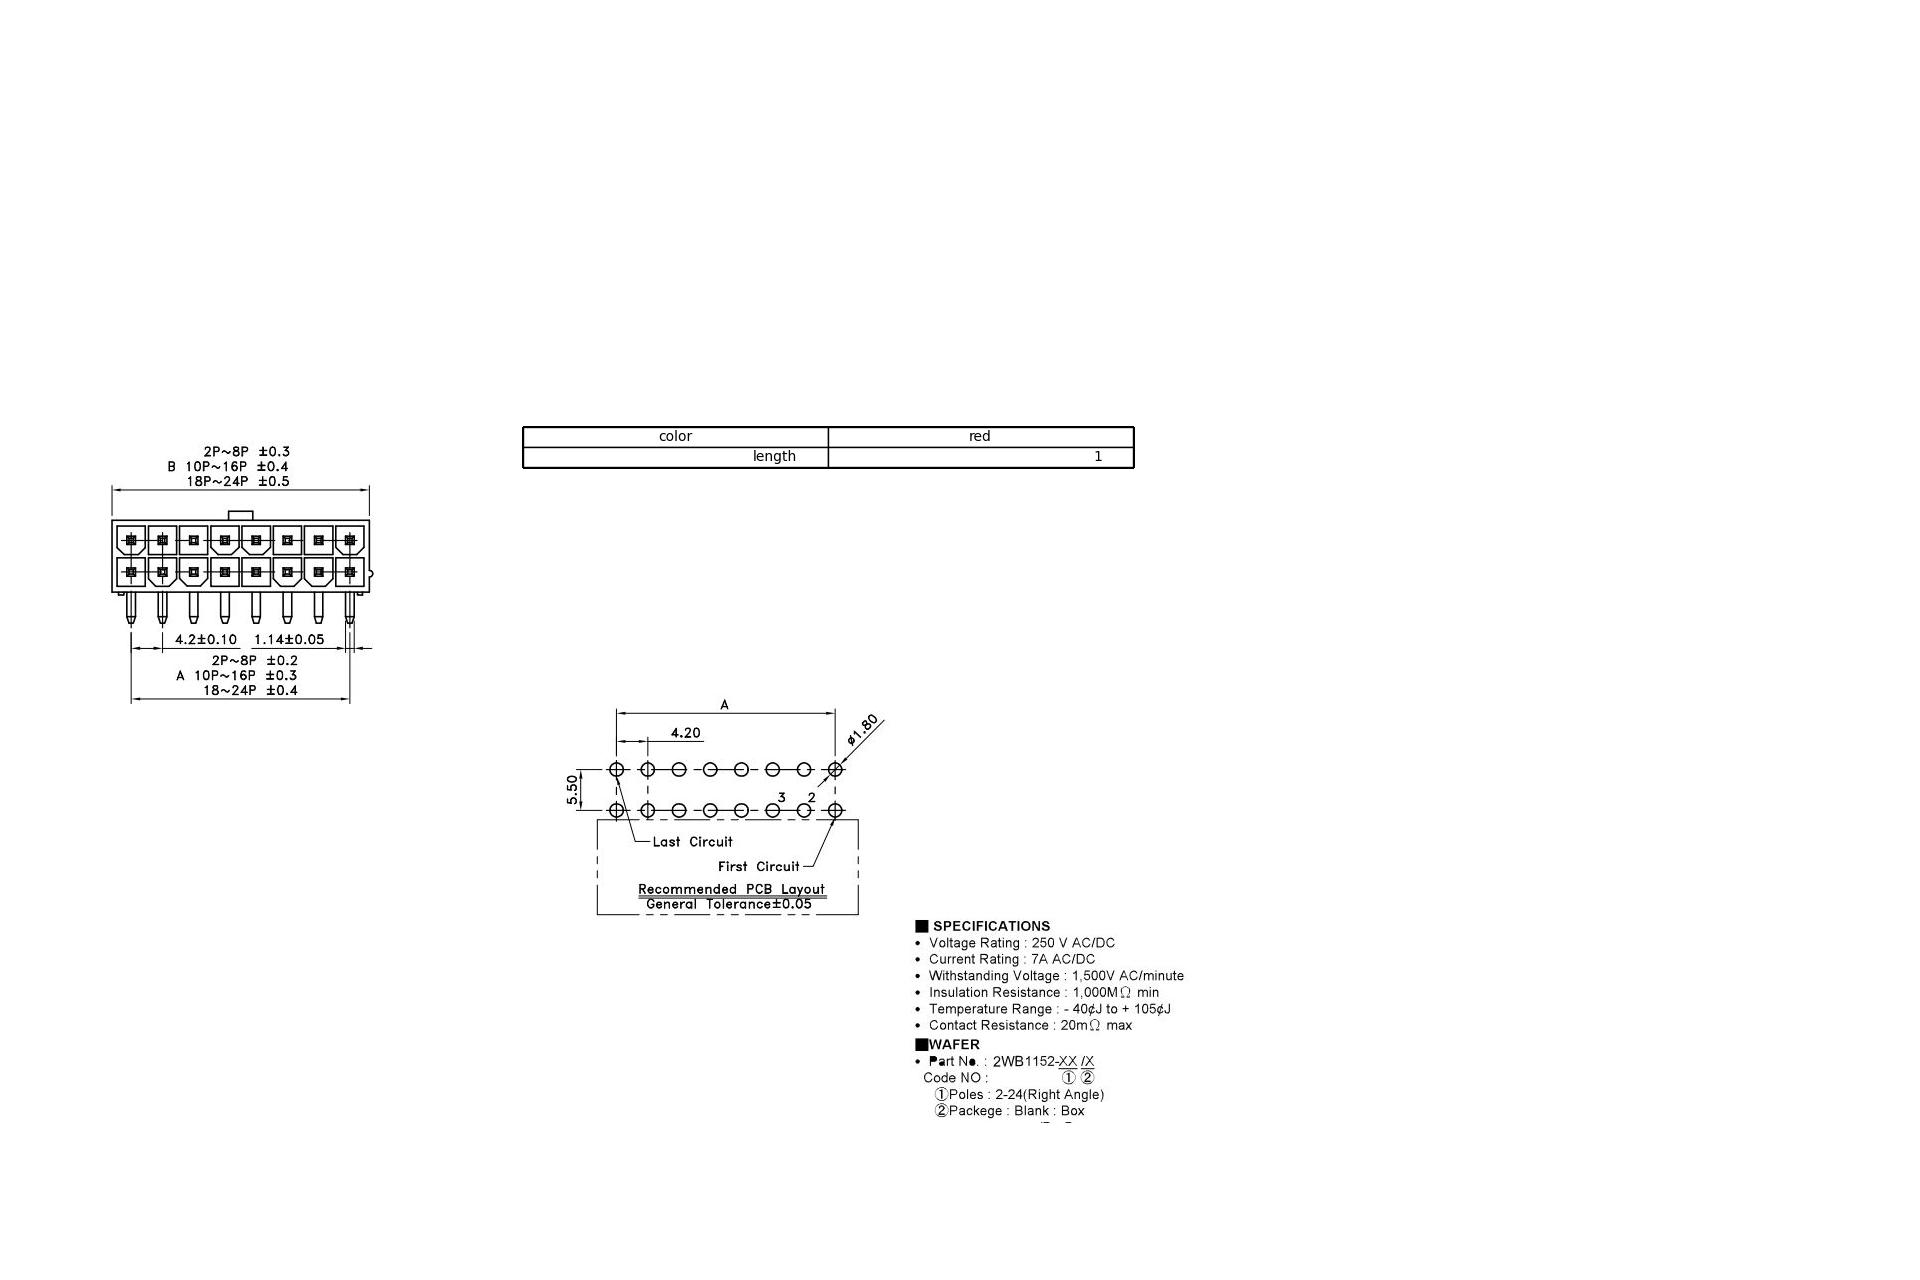 color red
length 1
2P~8P ±0.3
B 10P~16P ±0.4
18P~24P ±0.5
4.2±0.10 1.14±0.05
2P~8P ±0.2
A 10P~16P ±0.3
18~24P ±0.4
A
4.20
ø1.80
5.50
3 2
Last Circuit
First Circuit
Recommended PCB Layout
General Tolerance±0.05
■ SPECIFICATIONS
• Voltage Rating : 250 V AC/DC
• Current Rating : 7A AC/DC
• Withstanding Voltage : 1,500V AC/minute
• Insulation Resistance : 1,000MΩ min
• Temperature Range : - 40¢J to + 105¢J
• Contact Resistance : 20mΩ max
■WAFER
• Part No. : 2WB1152-XX /X
Code NO : ① ②
①Poles : 2-24(Right Angle)
②Packege : Blank : Box